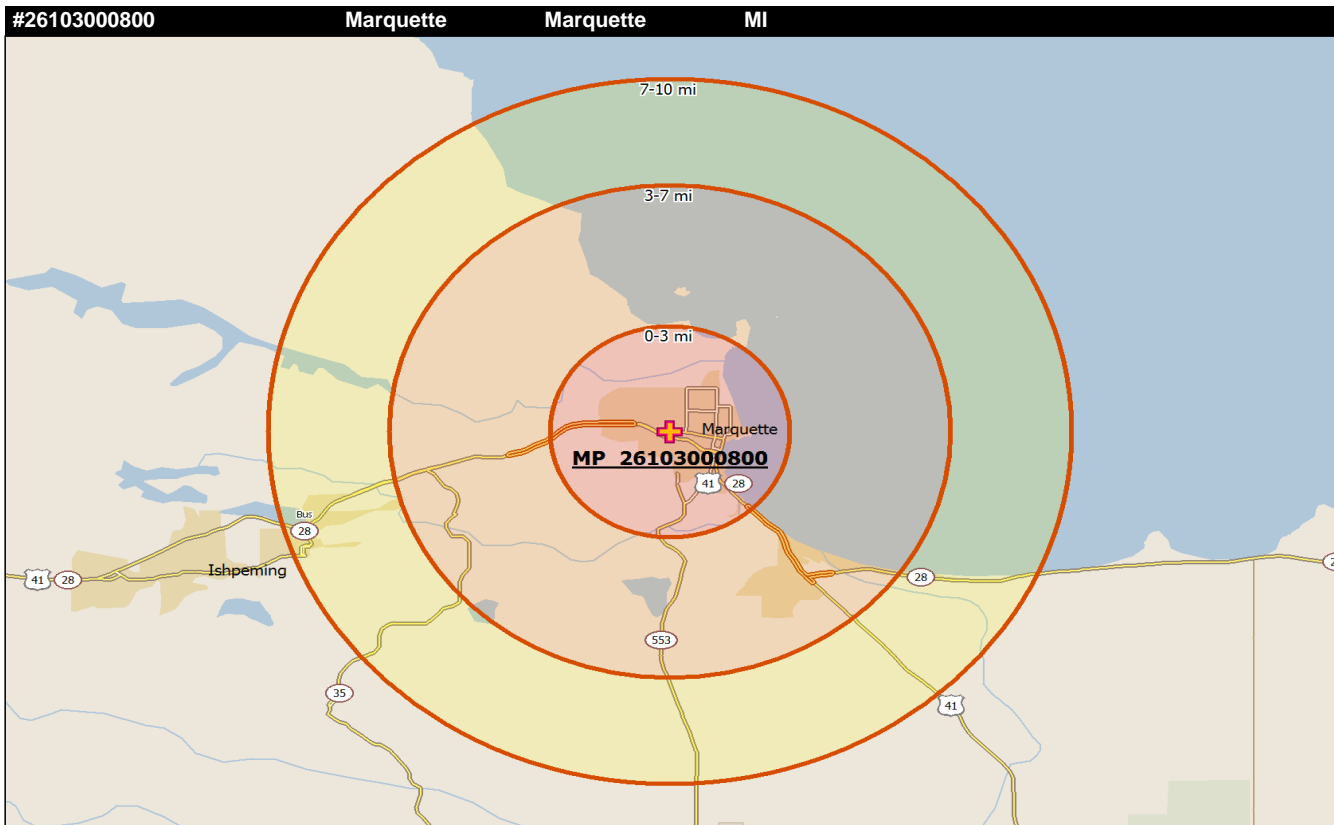 #26103000800 Marquette Marquette MI
7-10 mi
3-7 mi
0-3 mi
Marquette
MP 26103000800
41 28
Bus
28
Ishpeming
41 28
28
553
35
41